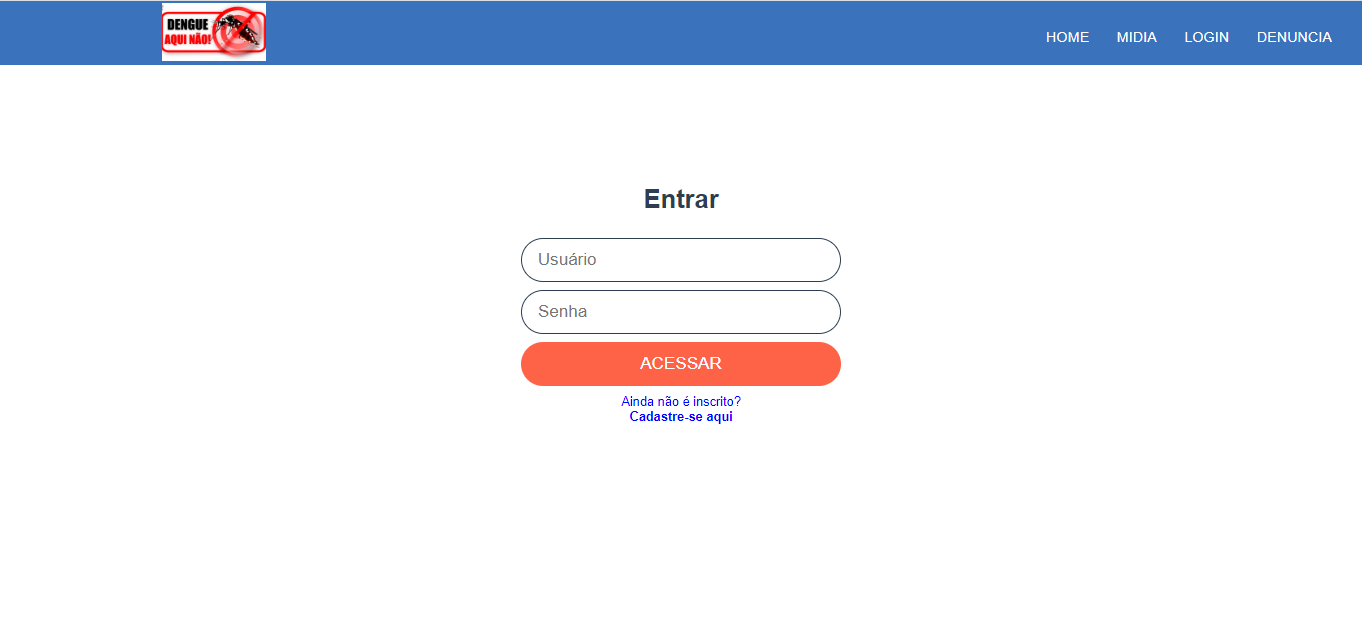 DENGUE
AQUI NÃO!
HOME MIDIA LOGIN DENUNCIA
Entrar
Usuário
Senha
ACESSAR
Ainda não é inscrito?
Cadastre-se aqui